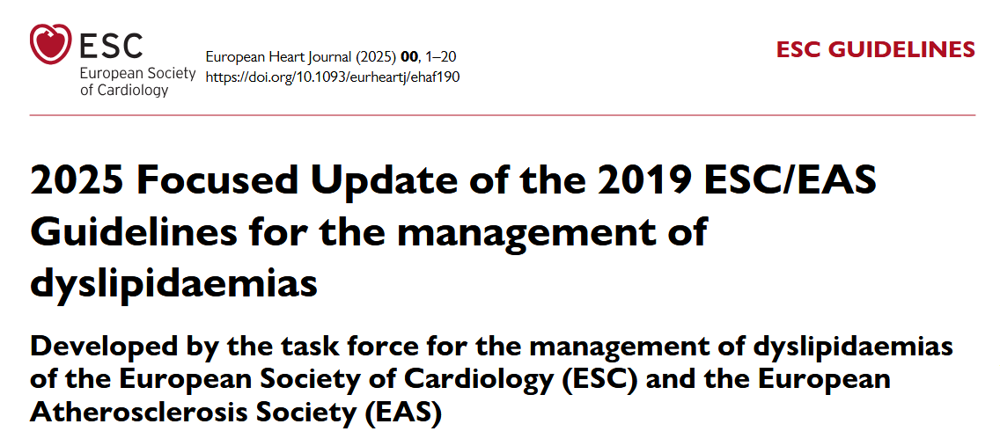 ESC
European Society
of Cardiology
European Heart Journal (2025) 00, 1–20
https://doi.org/10.1093/eurheartj/ehaf190
ESC GUIDELINES
2025 Focused Update of the 2019 ESC/EAS
Guidelines for the management of
dyslipidaemias
Developed by the task force for the management of dyslipidaemias
of the European Society of Cardiology (ESC) and the European
Atherosclerosis Society (EAS)